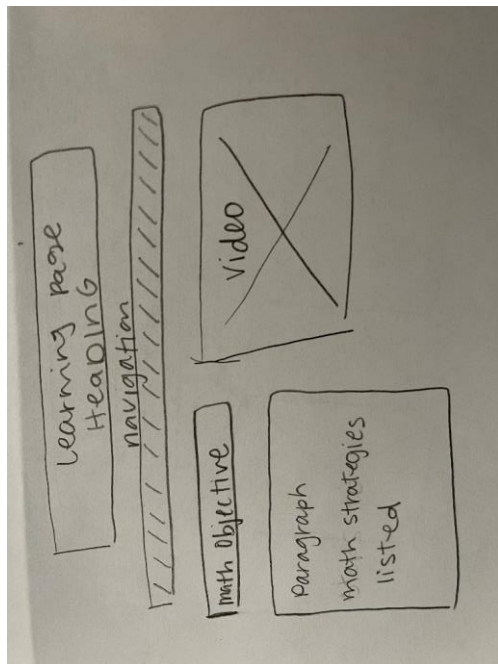 Learning page
HeaDInG
navigation
math Objective
Video
Paragraph
math strategies
listed